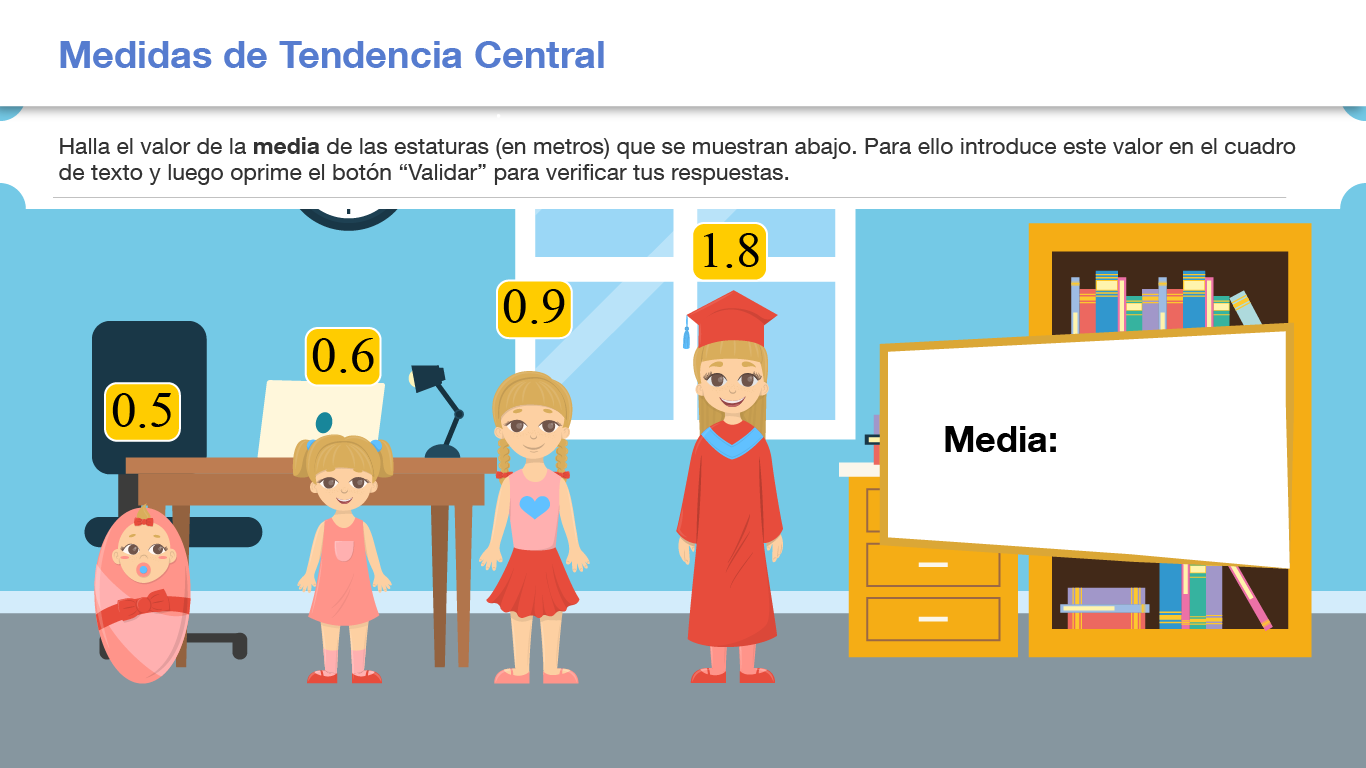 Medidas de Tendencia Central
Halla el valor de la media de las estaturas (en metros) que se muestran abajo. Para ello introduce este valor en el cuadro
de texto y luego oprime el botón “Validar” para verificar tus respuestas.
0.5
0.6
0.9
1.8
Media: